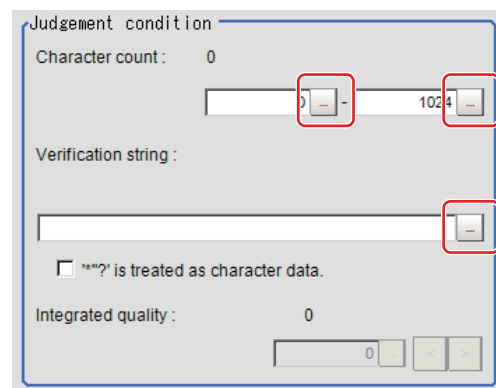 Judgement condition
Character count : 0
0 ... - 1024 ...
Verification string :
...
'*"?' is treated as character data.
Integrated quality : 0
0 ... < >